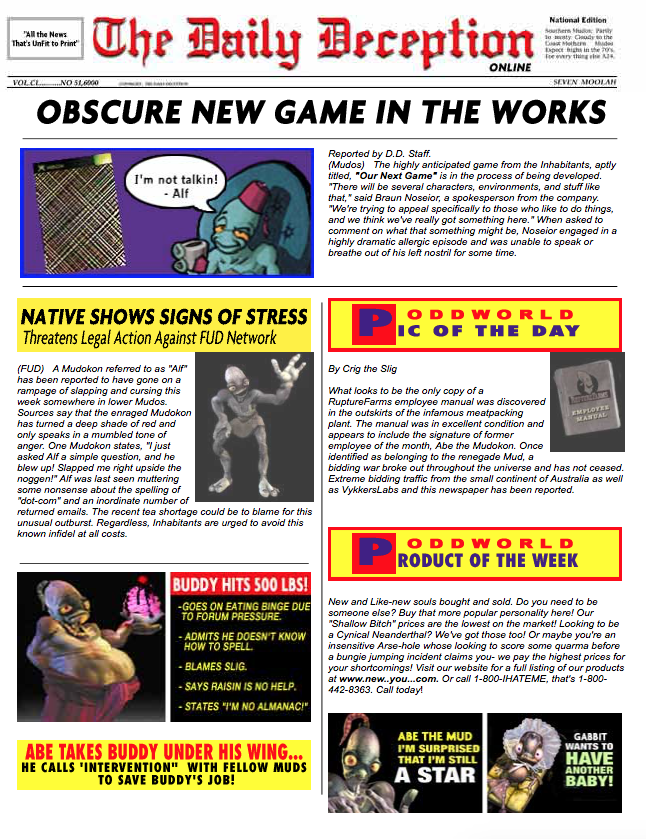 "All the News
That's UnFit to Print"
The Daily Deception
ONLINE
National Edition
Southern Mudos: Partly
to nasty. Cloudy to the
Coast Northern Mudos
Expect highs in the 70's.
For every thing else A24.
VOL.CL..........NO 51,6000
COPYRIGHT, THE DAILY DECEPTION
SEVEN MOOLAH
OBSCURE NEW GAME IN THE WORKS
I'm not talkin!
- Alf
Reported by D.D. Staff.
(Mudos) The highly anticipated game from the Inhabitants, aptly
titled, "Our Next Game" is in the process of being developed.
"There will be several characters, environments, and stuff like
that," said Braun Noseior, a spokesperson from the company.
"We're trying to appeal specifically to those who like to do things,
and we think we've really got something here." When asked to
comment on what that something might be, Noseior engaged in a
highly dramatic allergic episode and was unable to speak or
breathe out of his left nostril for some time.
NATIVE SHOWS SIGNS OF STRESS
Threatens Legal Action Against FUD Network
(FUD) A Mudokon referred to as "Alf"
has been reported to have gone on a
rampage of slapping and cursing this
week somewhere in lower Mudos.
Sources say that the enraged Mudokon
has turned a deep shade of red and
only speaks in a mumbled tone of
anger. One Mudokon states, "I just
asked Alf a simple question, and he
blew up! Slapped me right upside the
noggen!" Alf was last seen muttering
some nonsense about the spelling of
"dot-com" and an inordinate number of
returned emails. The recent tea shortage could be to blame for this
unusual outburst. Regardless, Inhabitants are urged to avoid this
known infidel at all costs.
BUDDY HITS 500 LBS!
-GOES ON EATING BINGE DUE
TO FORUM PRESSURE.
-ADMITS HE DOESN'T KNOW
HOW TO SPELL.
-BLAMES SLIG.
-SAYS RAISIN IS NO HELP.
-STATES "I'M NO ALMANAC!"
ABE TAKES BUDDY UNDER HIS WING...
HE CALLS 'INTERVENTION" WITH FELLOW MUDS
TO SAVE BUDDY'S JOB!
ODDWORLD
PIC OF THE DAY
By Crig the Slig
What looks to be the only copy of a
RuptureFarms employee manual was discovered
in the outskirts of the infamous meatpacking
plant. The manual was in excellent condition and
appears to include the signature of former
employee of the month, Abe the Mudokon. Once
identified as belonging to the renegade Mud, a
bidding war broke out throughout the universe and has not ceased.
Extreme bidding traffic from the small continent of Australia as well
as VykkersLabs and this newspaper has been reported.
EMPLOYEE
MANUAL
ODDWORLD
PRODUCT OF THE WEEK
New and Like-new souls bought and sold. Do you need to be
someone else? Buy that more popular personality here! Our
"Shallow Bitch" prices are the lowest on the market! Looking to be
a Cynical Neanderthal? We've got those too! Or maybe you're an
insensitive Arse-hole whose looking to score some quarma before
a bungie jumping incident claims you- we pay the highest prices for
your shortcomings! Visit our website for a full listing of our products
at www.new..you...com. Or call 1-800-IHATEME, that's 1-800-
442-8363. Call today!
ABE THE MUD
I'M SURPRISED
THAT I'M STILL
A STAR
GABBIT
WANTS TO
HAVE
ANOTHER
BABY!